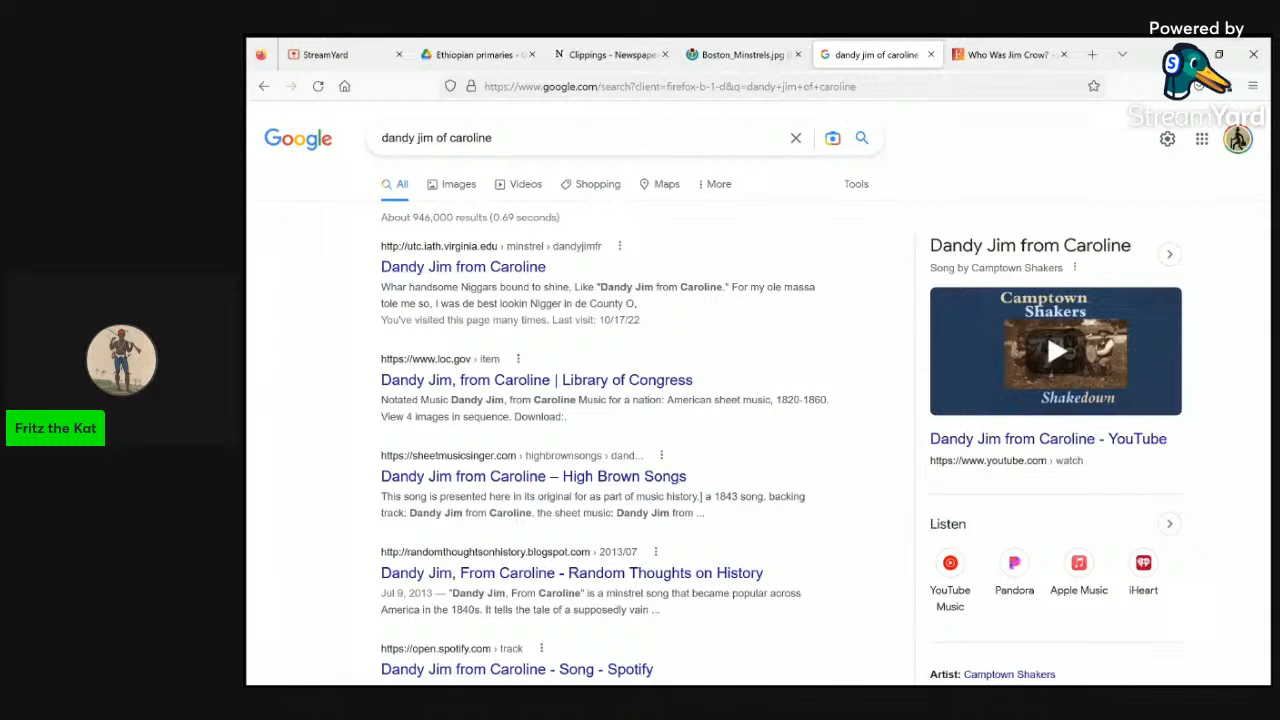 Powered by
StreamYard
StreamYard
Ethiopian primaries - G
Clippings - Newspape
Boston_Minstrels.jpg (
dandy jim of caroline
Who Was Jim Crow? -
https://www.google.com/search?client=firefox-b-1-d&q=dandy+jim+of+caroline
Google
dandy jim of caroline
All
Images
Videos
Shopping
Maps
More
Tools
About 946,000 results (0.69 seconds)
http://utc.iath.virginia.edu › minstrel › dandyjimfr
Dandy Jim from Caroline
Whar handsome Niggars bound to shine, Like "Dandy Jim from Caroline." For my ole massa
tole me so, I was de best lookin Nigger in de County O,
You've visited this page many times. Last visit: 10/17/22
https://www.loc.gov › item
Dandy Jim, from Caroline | Library of Congress
Notated Music Dandy Jim, from Caroline Music for a nation: American sheet music, 1820-1860.
View 4 images in sequence. Download:.
https://sheetmusicsinger.com › highbrownsongs › dand...
Dandy Jim from Caroline – High Brown Songs
This song is presented here in its original for as part of music history.] a 1843 song. backing
track: Dandy Jim from Caroline. the sheet music: Dandy Jim from ...
http://randomthoughtsonhistory.blogspot.com › 2013/07
Dandy Jim, From Caroline - Random Thoughts on History
Jul 9, 2013 — "Dandy Jim, From Caroline" is a minstrel song that became popular across
America in the 1840s. It tells the tale of a supposedly vain ...
https://open.spotify.com › track
Dandy Jim from Caroline - Song - Spotify
Dandy Jim from Caroline
Song by Camptown Shakers
Camptown
Shakers
Shakedown
Dandy Jim from Caroline - YouTube
https://www.youtube.com › watch
Listen
YouTube
Music
Pandora
Apple Music
iHeart
Artist: Camptown Shakers
Fritz the Kat